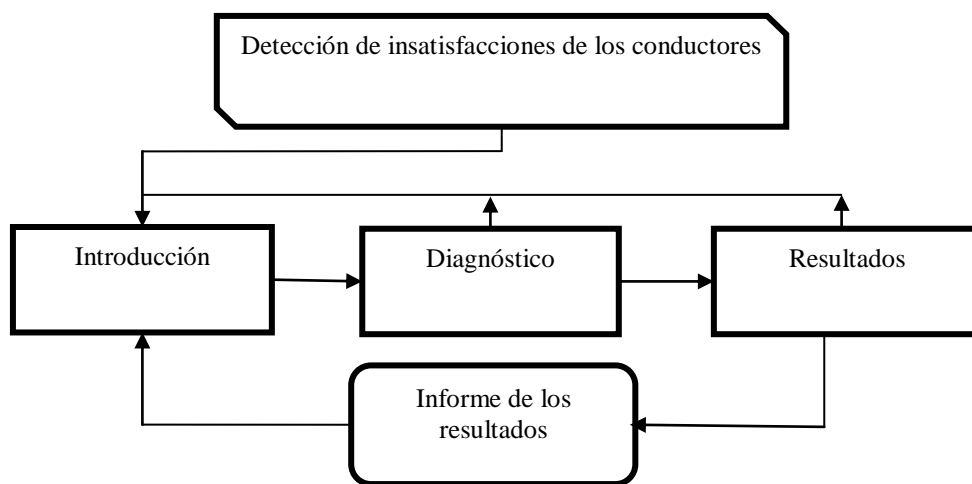 Detección de insatisfacciones de los conductores
Introducción
Diagnóstico
Resultados
Informe de los
resultados